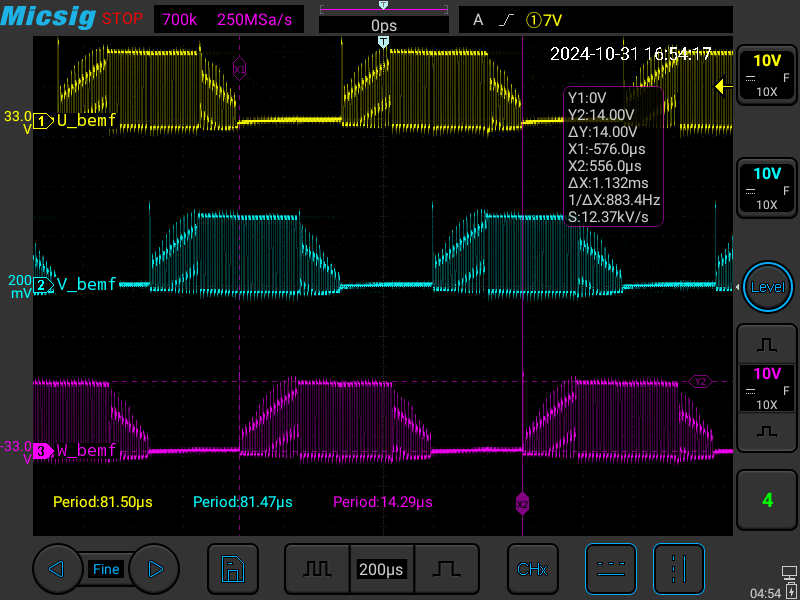 Micsig STOP 700k 250MSa/s 0ps A 1 7V
T
2024-10-31 16:54:17
10V
F
10X
X1
33.0 V 1 U_bemf
Y1:0V
Y2:14.00V
ΔY:14.00V
X1:-576.0μs
X2:556.0μs
ΔX:1.132ms
1/ΔX:883.4Hz
S:12.37kV/s
10V
F
10X
200 mV 2 V_bemf
Level
10V
F
10X
Y2
-33.0 V 3 W_bemf
Period:81.50μs Period:81.47μs Period:14.29μs
X2
4
Fine 200μs CHx
04:54